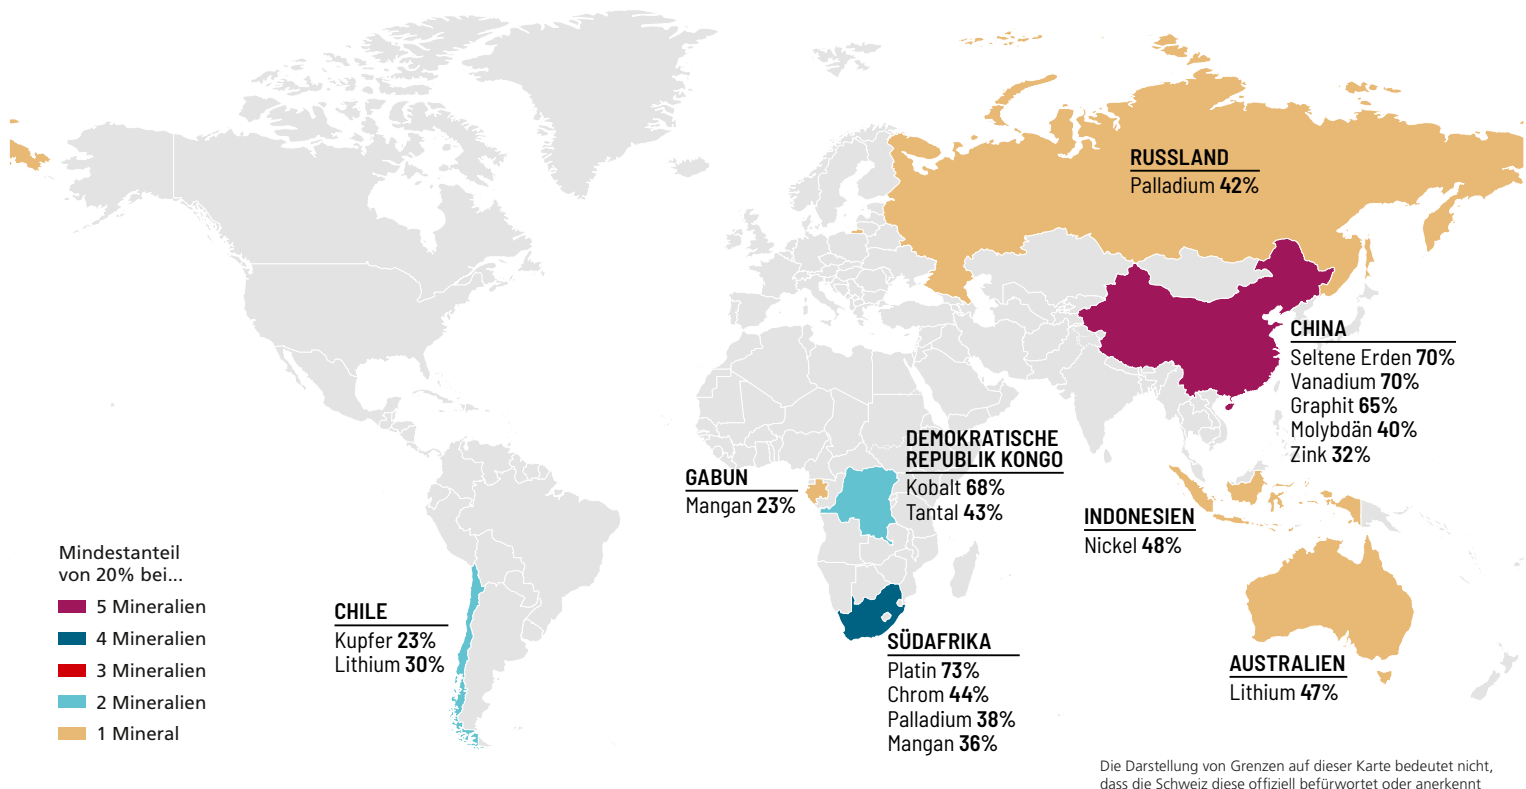 RUSSLAND
Palladium 42%
CHINA
Seltene Erden 70%
Vanadium 70%
Graphit 65%
Molybdän 40%
Zink 32%
DEMOKRATISCHE
REPUBLIK KONGO
Kobalt 68%
Tantal 43%
GABUN
Mangan 23%
INDONESIEN
Nickel 48%
Mindestanteil
von 20% bei...
5 Mineralien
4 Mineralien
3 Mineralien
2 Mineralien
1 Mineral
CHILE
Kupfer 23%
Lithium 30%
SÜDAFRIKA
Platin 73%
Chrom 44%
Palladium 38%
Mangan 36%
AUSTRALIEN
Lithium 47%
Die Darstellung von Grenzen auf dieser Karte bedeutet nicht,
dass die Schweiz diese offiziell befürwortet oder anerkennt